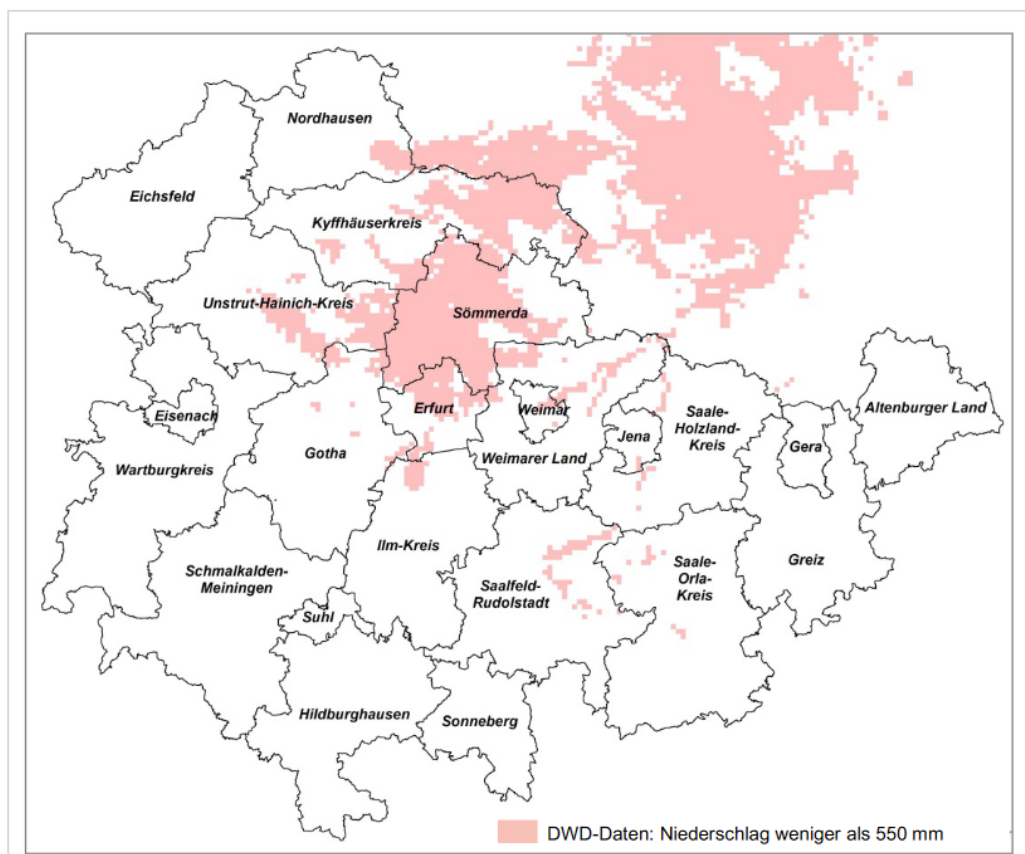 Nordhausen
Eichsfeld
Kyffhäuserkreis
Unstrut-Hainich-Kreis
Sömmerda
Eisenach
Erfurt
Weimar
Jena
Saale-
Holzland-
Kreis
Gera
Altenburger Land
Wartburgkreis
Gotha
Weimarer Land
Ilm-Kreis
Schmalkalden-
Meiningen
Suhl
Saalfeld-
Rudolstadt
Saale-
Orla-
Kreis
Greiz
Hildburghausen
Sonneberg
DWD-Daten: Niederschlag weniger als 550 mm